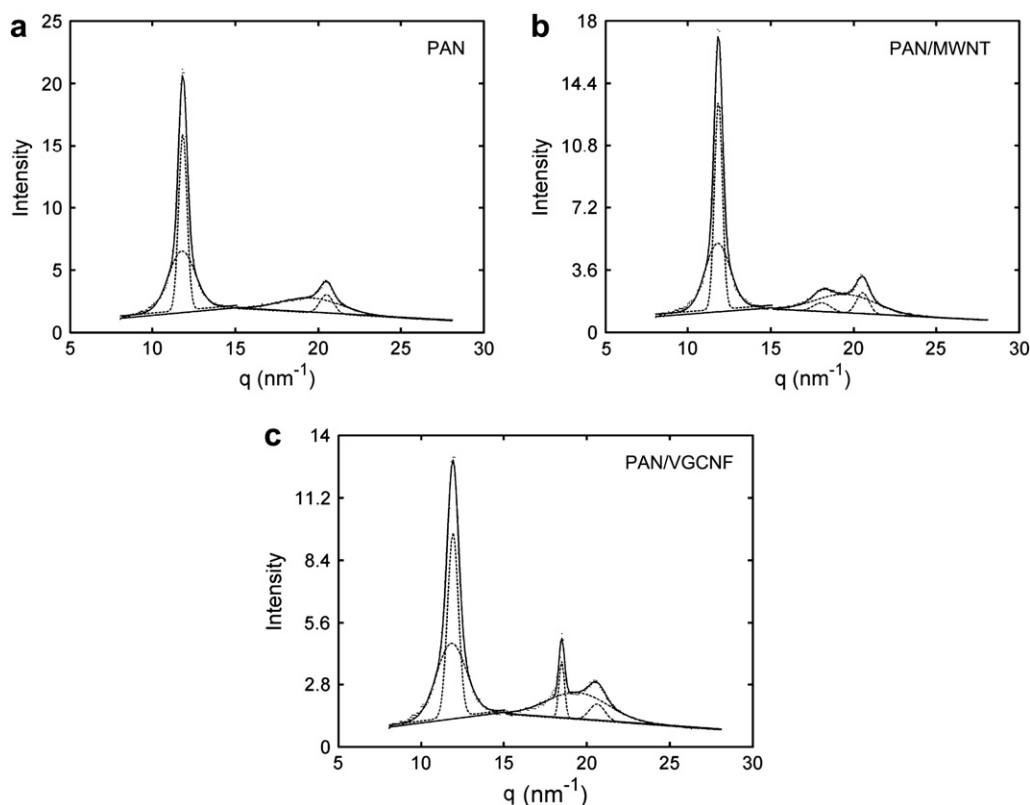 a
PAN
25
20
15
10
5
0
Intensity
5 10 15 20 25 30
q (nm⁻¹)
b
PAN/MWNT
18
14.4
10.8
7.2
3.6
0
Intensity
5 10 15 20 25 30
q (nm⁻¹)
c
PAN/VGCNF
14
11.2
8.4
5.6
2.8
0
Intensity
5 10 15 20 25 30
q (nm⁻¹)